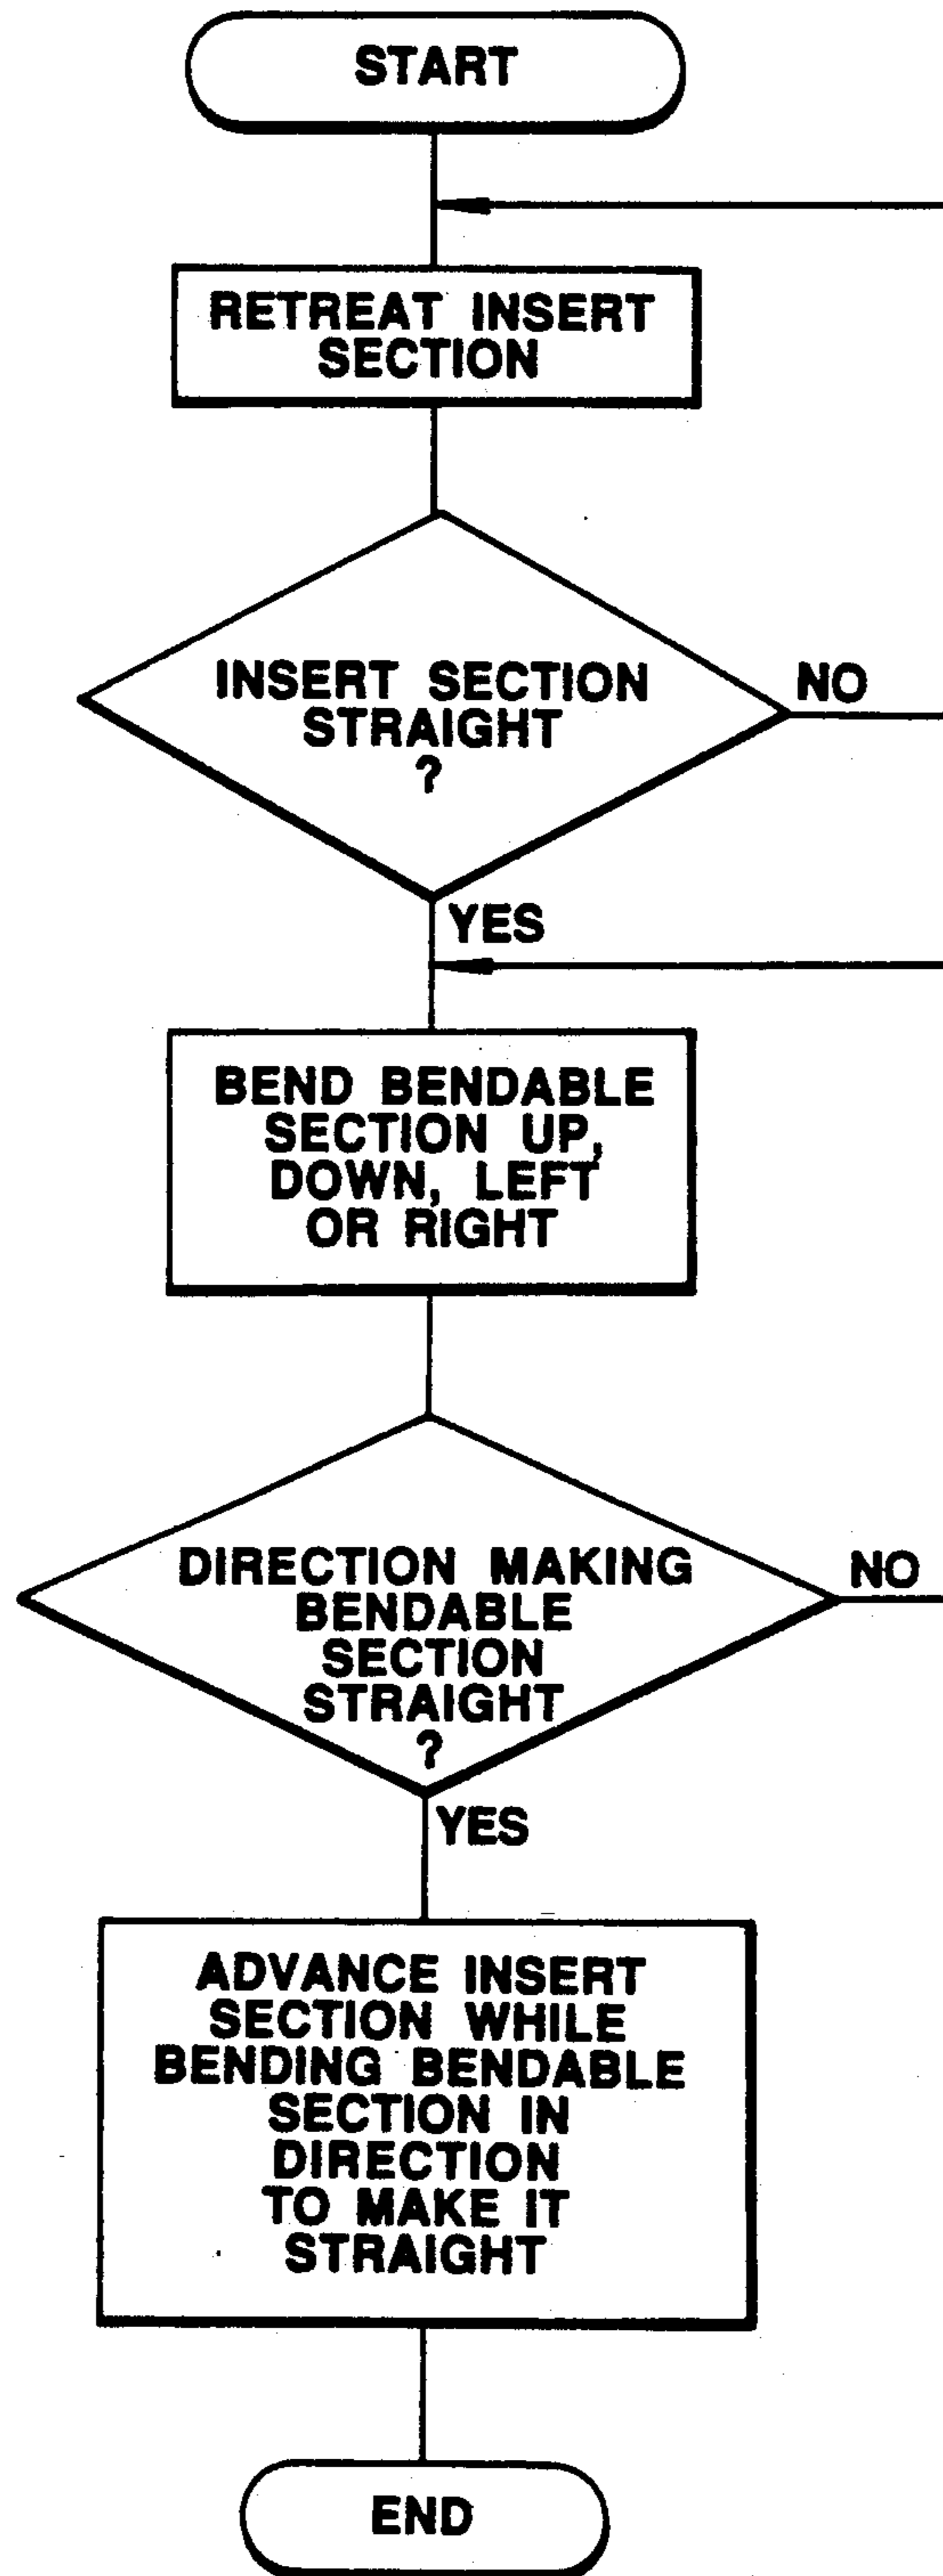 START
RETREAT INSERT
SECTION
INSERT SECTION
STRAIGHT
?
NO
YES
BEND BENDABLE
SECTION UP,
DOWN, LEFT
OR RIGHT
DIRECTION MAKING
BENDABLE
SECTION
STRAIGHT
?
NO
YES
ADVANCE INSERT
SECTION WHILE
BENDING BENDABLE
SECTION IN
DIRECTION
TO MAKE IT
STRAIGHT
END